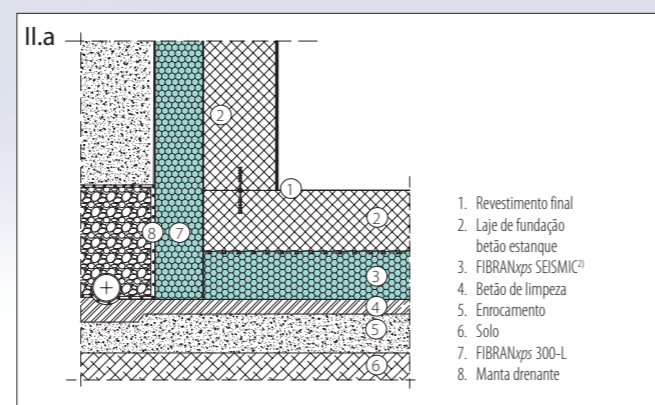 II.a
2
1
2
8
7
3
4
5
6
1. Revestimento final
2. Laje de fundação
betão estanque
3. FIBRANxps SEISMIC²⁾
4. Betão de limpeza
5. Enrocamento
6. Solo
7. FIBRANxps 300-L
8. Manta drenante